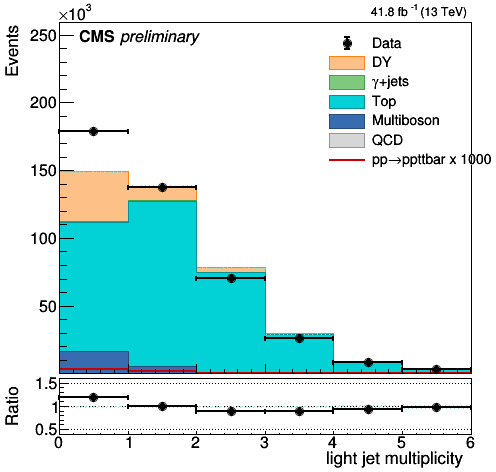 ×10³
41.8 fb⁻¹ (13 TeV)
CMS preliminary
Events
250
200
150
100
50
Data
DY
γ+jets
Top
Multiboson
QCD
pp→ppttbar x 1000
Ratio
1.5
1
0.5
0 1 2 3 4 5 6
light jet multiplicity